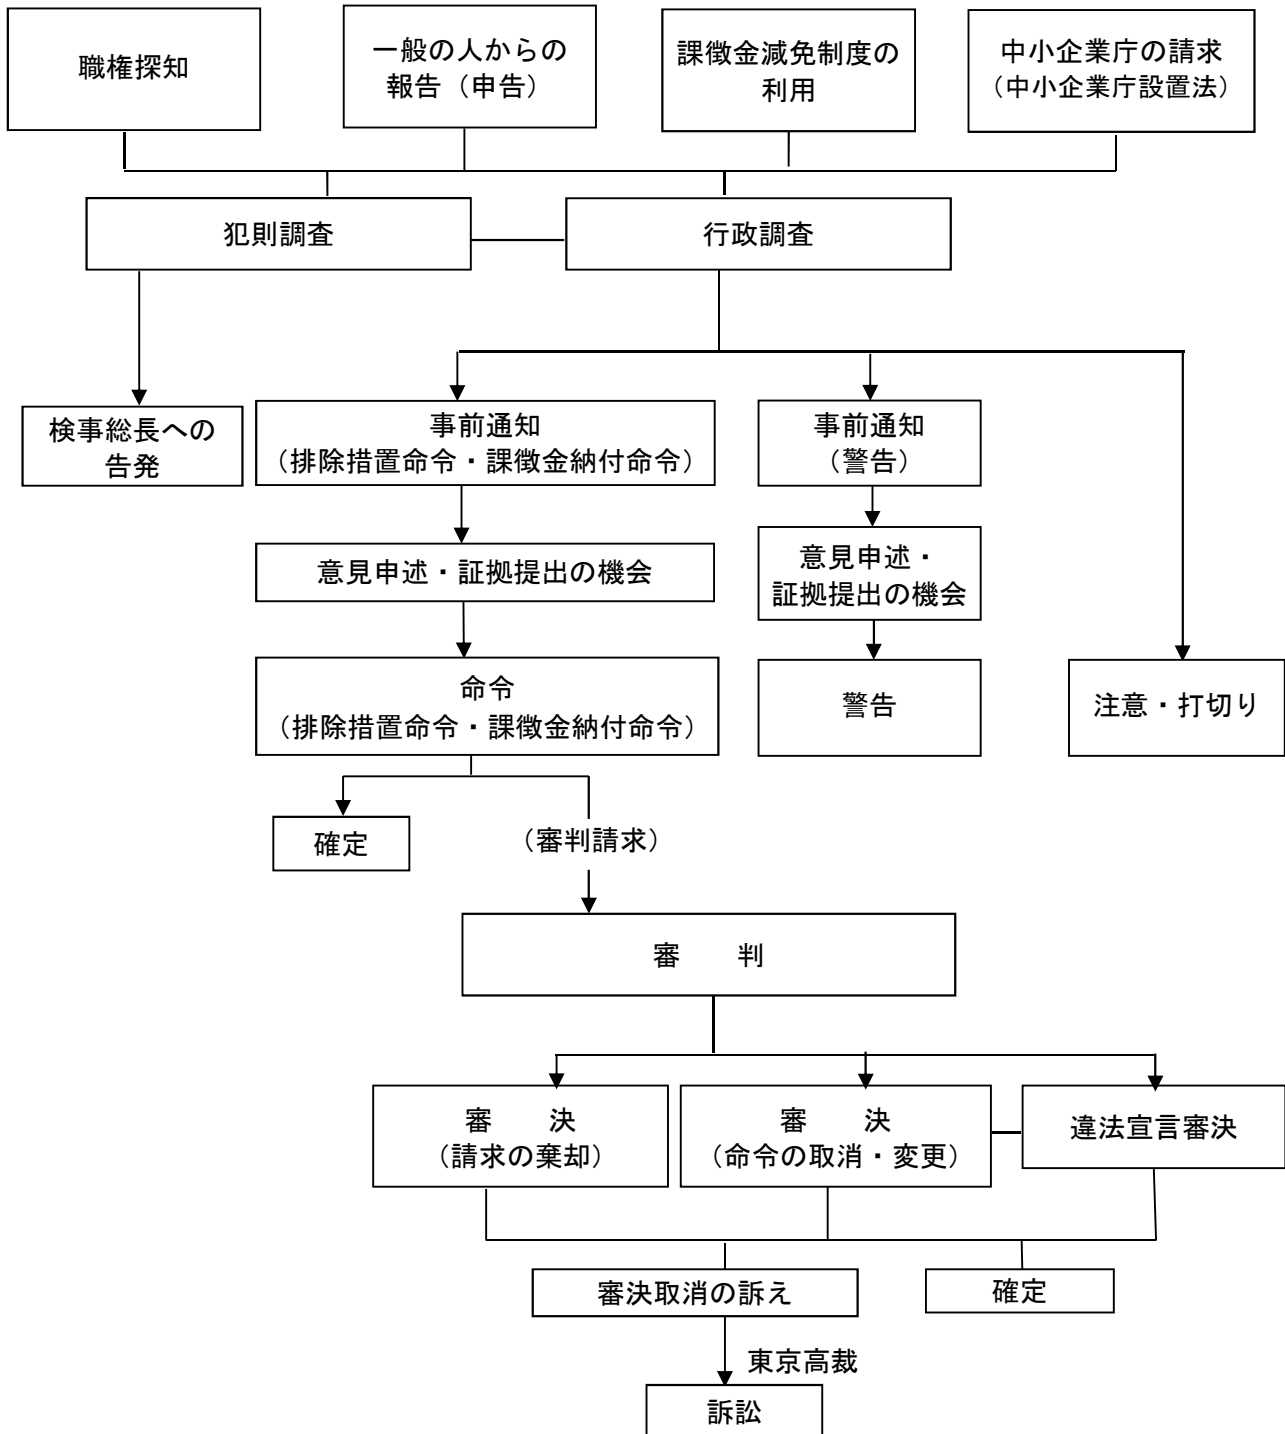 職権探知
一般の人からの
報告（申告）
課徴金減免制度の
利用
中小企業庁の請求
（中小企業庁設置法）
犯則調査
行政調査
検事総長への
告発
事前通知
（排除措置命令・課徴金納付命令）
事前通知
（警告）
意見申述・証拠提出の機会
意見申述・
証拠提出の機会
命令
（排除措置命令・課徴金納付命令）
警告
注意・打切り
確定
（審判請求）
審　　判
審　　決
（請求の棄却）
審　　決
（命令の取消・変更）
違法宣言審決
審決取消の訴え
確定
東京高裁
訴訟